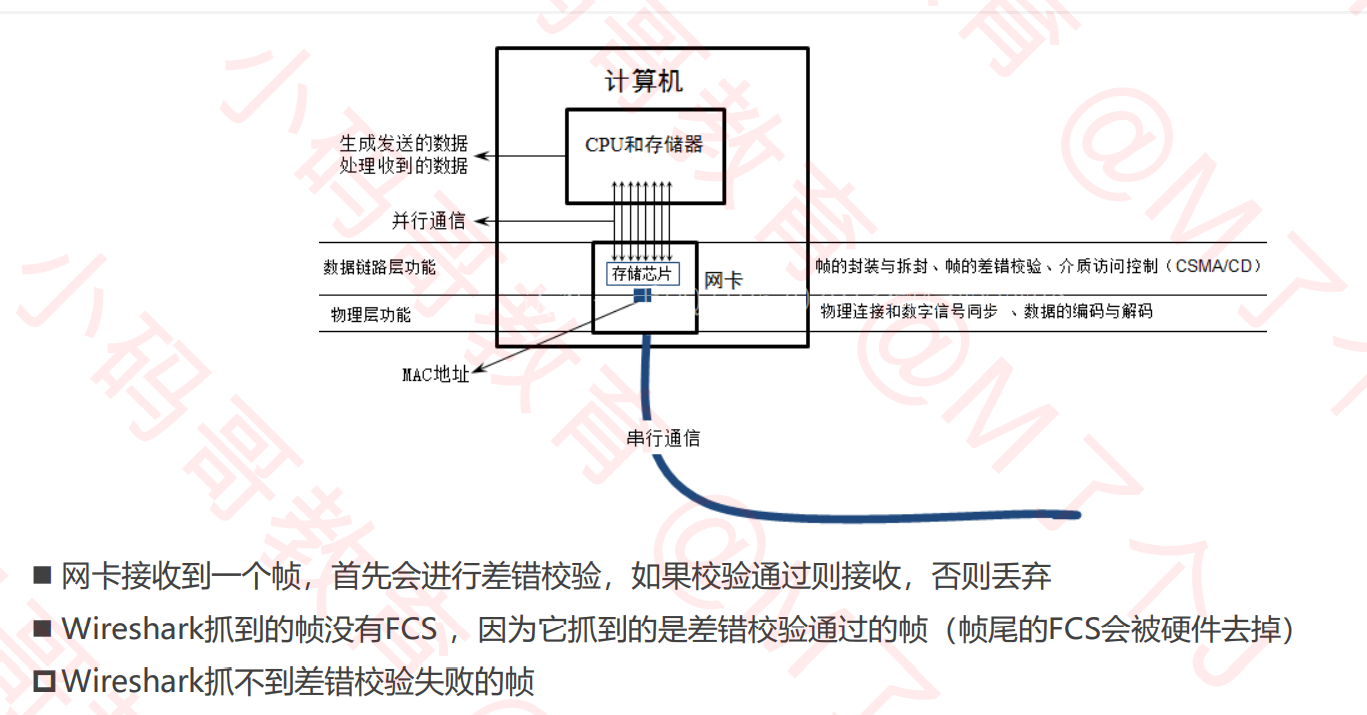 计算机
CPU和存储器
生成发送的数据
处理收到的数据
并行通信
数据链路层功能
存储芯片
网卡
帧的封装与拆封、帧的差错校验、介质访问控制（CSMA/CD）
物理层功能
物理连接和数字信号同步 、数据的编码与解码
MAC地址
串行通信
网卡接收到一个帧，首先会进行差错校验，如果校验通过则接收，否则丢弃
Wireshark抓到的帧没有FCS ，因为它抓到的是差错校验通过的帧（帧尾的FCS会被硬件去掉）
Wireshark抓不到差错校验失败的帧
小码哥教育 @M了个J